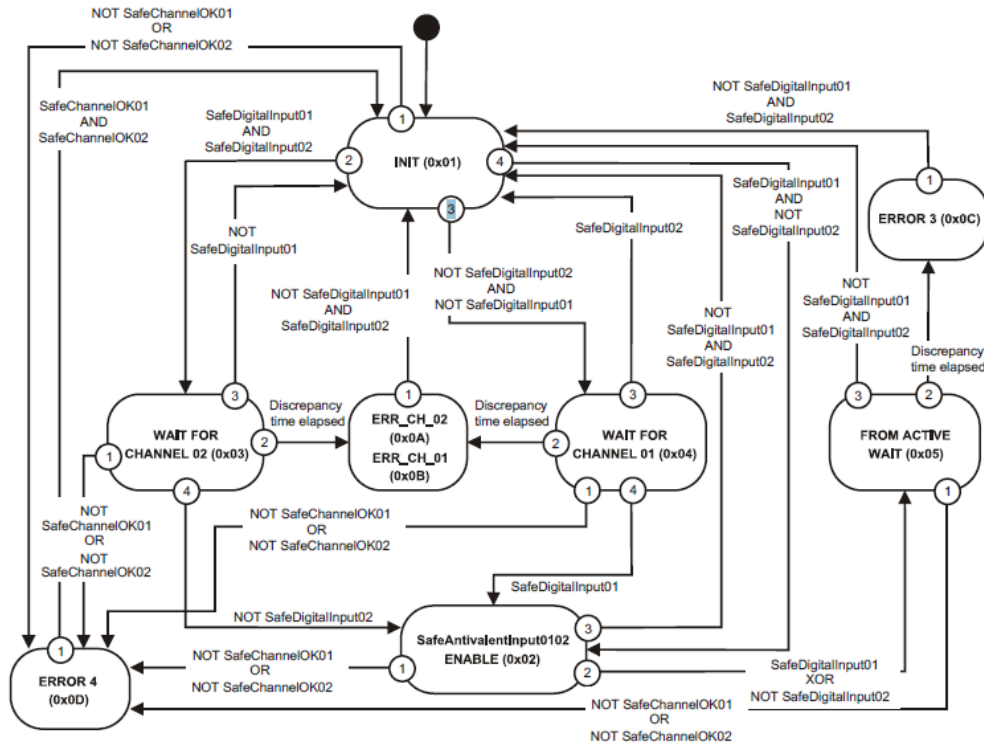 NOT SafeChannelOK01
OR
NOT SafeChannelOK02
SafeChannelOK01
AND
SafeChannelOK02
SafeDigitalInput01
AND
SafeDigitalInput02
1
2
INIT (0x01)
4
3
NOT SafeDigitalInput01
AND
SafeDigitalInput02
1
ERROR 3 (0x0C)
SafeDigitalInput01
AND
NOT
SafeDigitalInput02
NOT
SafeDigitalInput01
SafeDigitalInput02
NOT SafeDigitalInput02
AND
NOT SafeDigitalInput01
NOT SafeDigitalInput01
AND
SafeDigitalInput02
NOT
SafeDigitalInput01
AND
SafeDigitalInput02
NOT
SafeDigitalInput01
AND
SafeDigitalInput02
Discrepancy
time elapsed
3
WAIT FOR
CHANNEL 02 (0x03)
2
1
4
Discrepancy
time elapsed
1
ERR_CH_02
(0x0A)
ERR_CH_01
(0x0B)
Discrepancy
time elapsed
3
2
WAIT FOR
CHANNEL 01 (0x04)
1
4
3
2
FROM ACTIVE
WAIT (0x05)
1
NOT
SafeChannelOK01
OR
NOT
SafeChannelOK02
NOT SafeChannelOK01
OR
NOT SafeChannelOK02
SafeDigitalInput01
NOT SafeDigitalInput02
SafeAntivalentInput0102
ENABLE (0x02)
3
1
2
NOT SafeChannelOK01
OR
NOT SafeChannelOK02
SafeDigitalInput01
XOR
NOT SafeDigitalInput02
1
ERROR 4
(0x0D)
NOT SafeChannelOK01
OR
NOT SafeChannelOK02